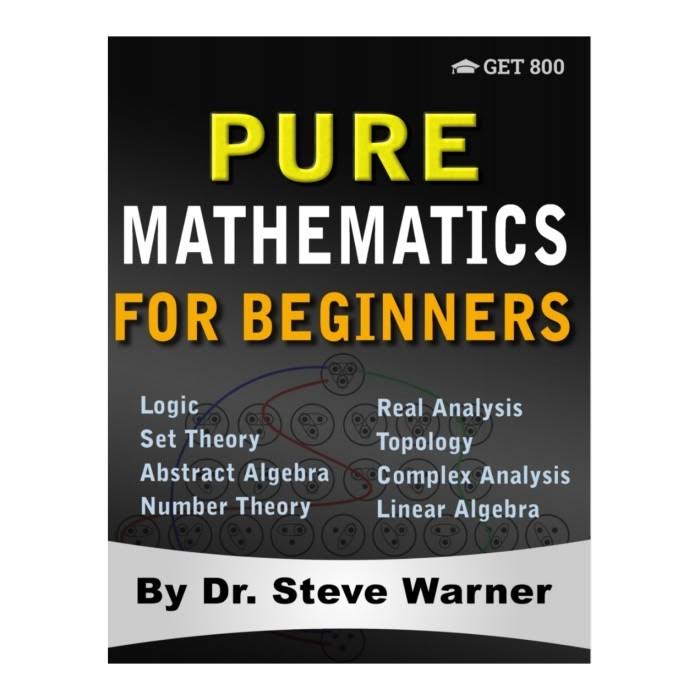 GET 800
PURE
MATHEMATICS
FOR BEGINNERS
Logic
Set Theory
Abstract Algebra
Number Theory
Real Analysis
Topology
Complex Analysis
Linear Algebra
By Dr. Steve Warner